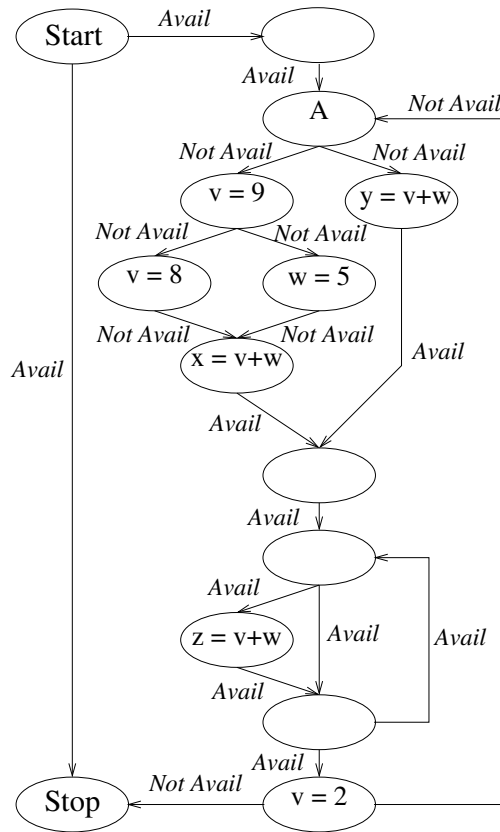 Start
Avail
Avail
A
Not Avail
Not Avail
Not Avail
v = 9
y = v+w
Not Avail
Not Avail
v = 8
w = 5
Not Avail
Not Avail
x = v+w
Avail
Avail
Avail
Avail
Avail
z = v+w
Avail
Avail
Avail
Avail
Not Avail
Stop
v = 2